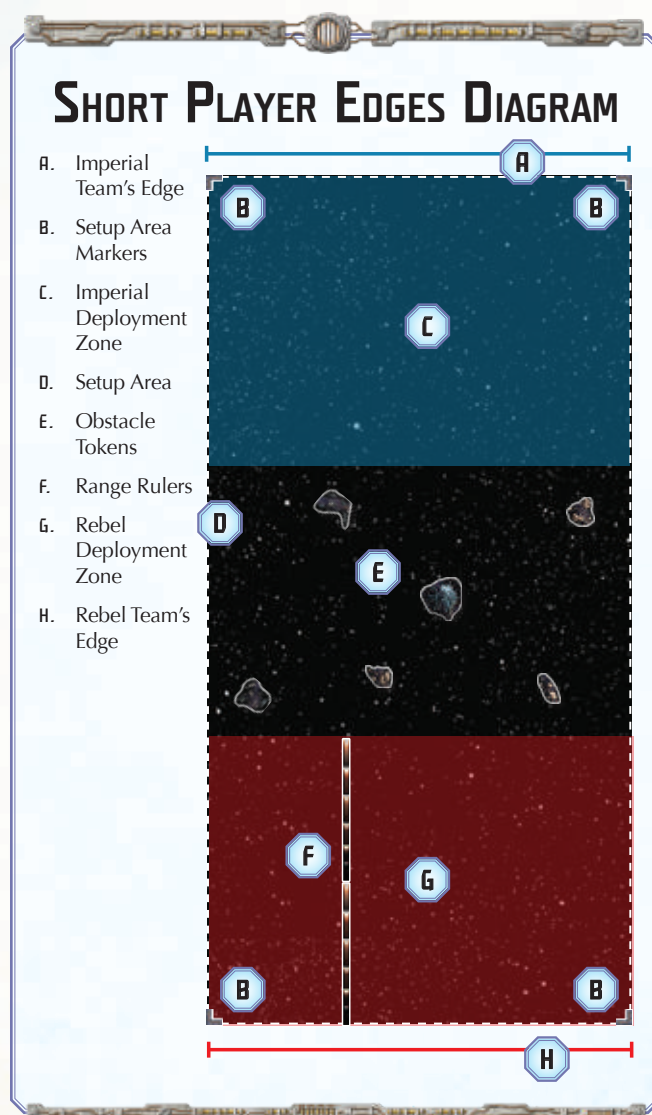 Short Player Edges Diagram
A. Imperial
Team's Edge
B. Setup Area
Markers
C. Imperial
Deployment
Zone
D. Setup Area
E. Obstacle
Tokens
F. Range Rulers
G. Rebel
Deployment
Zone
H. Rebel Team's
Edge
A
B B
C
D
E
F
G
B B
H